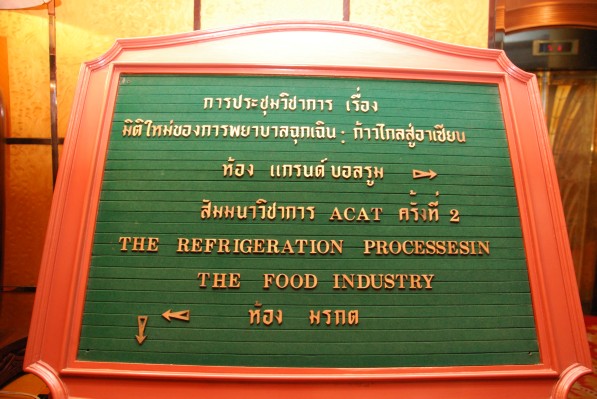 การประชุมวิชาการ เรื่อง
มิติใหม่ของการพยาบาลฉุกเฉิน : ก้าวไกลสู่อาเซียน
ห้อง แกรนด์บอลรูม
สัมมนาวิชาการ ACAT ครั้งที่ 2
THE REFRIGERATION PROCESSESIN
THE FOOD INDUSTRY
ห้อง มรกต